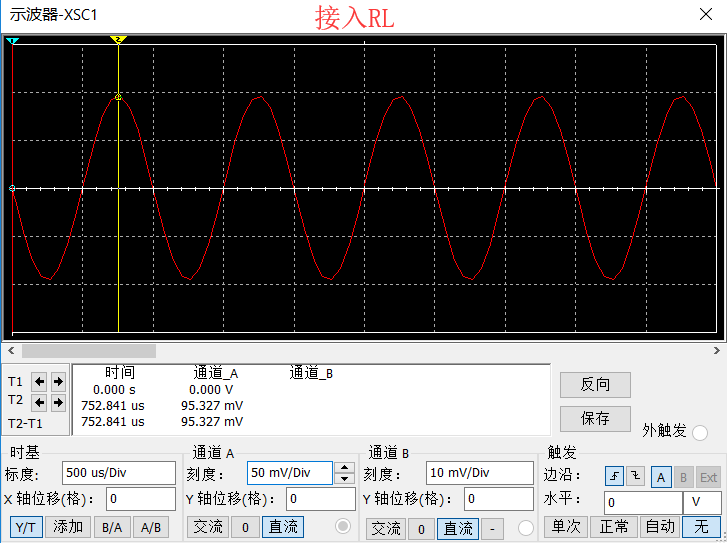 示波器-XSC1
接入RL
1
2
时间 通道_A 通道_B
T1 0.000 s 0.000 V
T2 752.841 us 95.327 mV
T2-T1 752.841 us 95.327 mV
反向
保存
外触发
时基
标度: 500 us/Div
X 轴位移(格): 0
Y/T 添加 B/A A/B
通道 A
刻度: 50 mV/Div
Y 轴位移(格): 0
交流 0 直流
通道 B
刻度: 10 mV/Div
Y 轴位移(格): 0
交流 0 直流 -
触发
边沿: A B Ext
水平: 0 V
单次 正常 自动 无